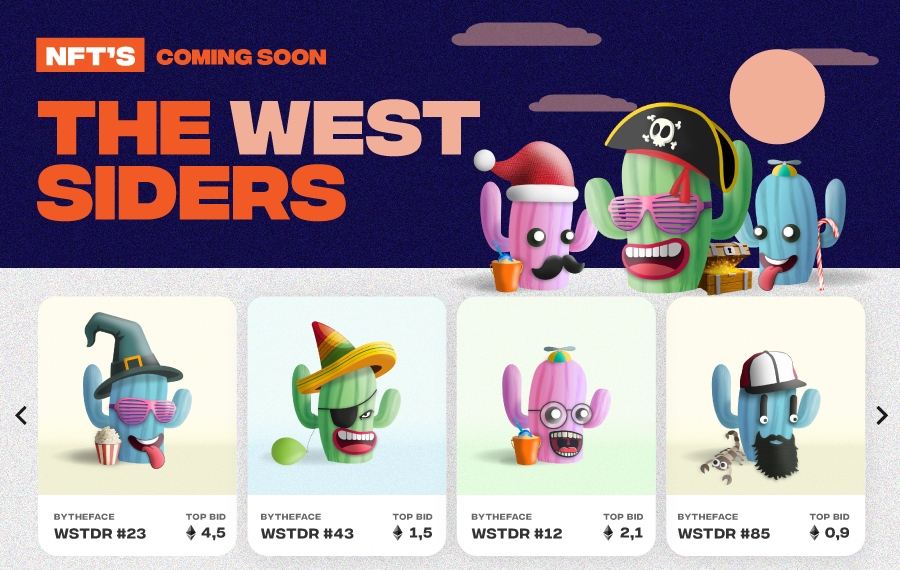 NFT'S COMING SOON
THE WEST
SIDERS
BYTHEFACE TOP BID
WSTDR #23 4,5
BYTHEFACE TOP BID
WSTDR #43 1,5
BYTHEFACE TOP BID
WSTDR #12 2,1
BYTHEFACE TOP BID
WSTDR #85 0,9